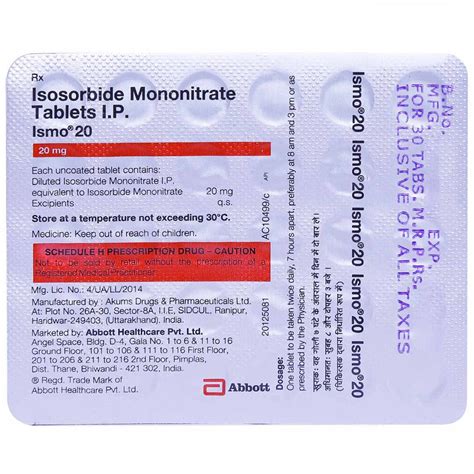 Rx
Isosorbide Mononitrate
Tablets I.P.
Ismo® 20
20 mg
Each uncoated tablet contains:
Diluted Isosorbide Mononitrate I.P.
equivalent to Isosorbide Mononitrate 20 mg
Excipients q.s.
Store at a temperature not exceeding 30°C.
Medicine: Keep out of reach of children.
SCHEDULE H PRESCRIPTION DRUG – CAUTION
Not to be sold by retail without the prescription of a
Registered Medical Practitioner.
Mfg. Lic. No.: 4/UA/LL/2014
Manufactured by : Akums Drugs & Pharmaceuticals Ltd.
At: Plot No. 26A-30, Sector-8A, I.I.E, SIDCUL, Ranipur,
Haridwar-249403, (Uttarakhand), India.
Marketed by: Abbott Healthcare Pvt. Ltd.
Angel Space, Bldg. D-4, Gala No. 1 to 6 & 11 to 16
Ground Floor, 101 to 106 & 111 to 116 First Floor,
201 to 206 & 211 to 216 2nd Floor, Pimplas,
Dist. Thane, Bhiwandi - 421 302, India.
® Regd. Trade Mark of
Abbott Healthcare Pvt. Ltd.
Abbott
AC10499/c API
20125081
Dosage:
One tablet to be taken twice daily, 7 hours apart, preferably at 8 am and 3 pm or as
prescribed by the Physician.
खुराक: एक गोली ७ घंटे के अंतराल में दिन में दो बार लें।
(चिकित्सक द्वारा निर्धारित रूप में)
Ismo® 20 Ismo® 20 Ismo® 20 Ismo® 20
B.No.
MFG. EXP.
FOR 30 TABS. M.R.P.Rs.
INCLUSIVE OF ALL TAXES